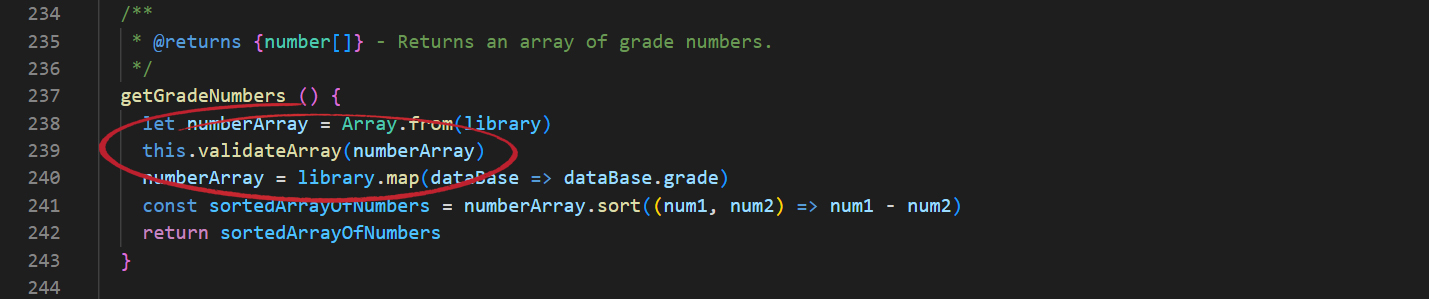 234 /**
235 * @returns {number[]} - Returns an array of grade numbers.
236 */
237 getGradeNumbers () {
238 let numberArray = Array.from(library)
239 this.validateArray(numberArray)
240 numberArray = library.map(dataBase => dataBase.grade)
241 const sortedArrayOfNumbers = numberArray.sort((num1, num2) => num1 - num2)
242 return sortedArrayOfNumbers
243 }
244